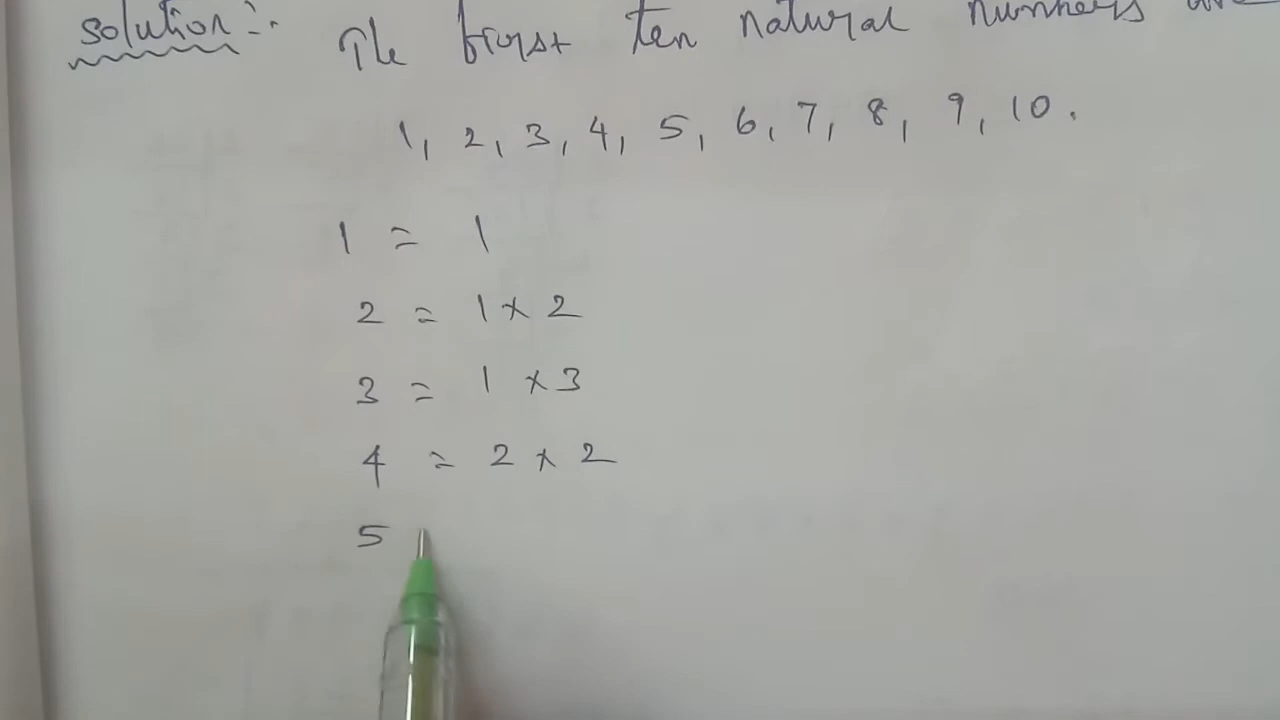 solution:-
The first ten natural numbers are
1, 2, 3, 4, 5, 6, 7, 8, 9, 10.
1 = 1
2 = 1 × 2
3 = 1 × 3
4 = 2 × 2
5